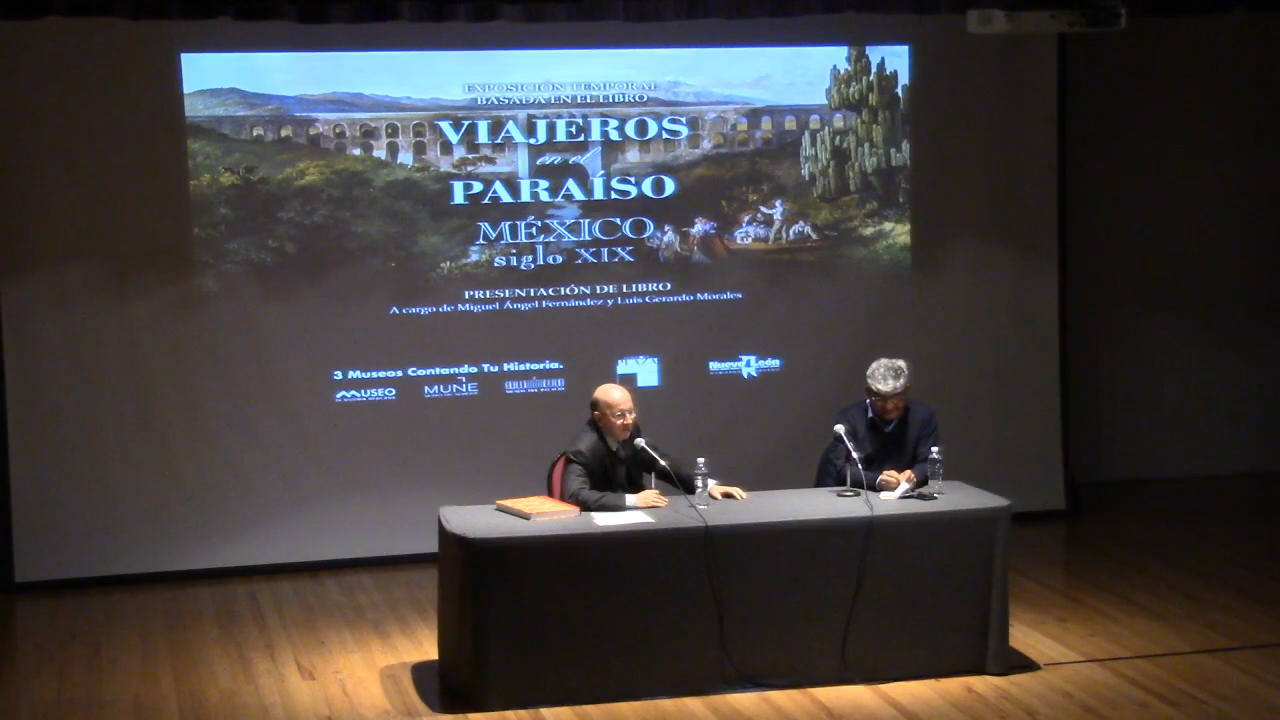 EXPOSICIÓN TEMPORAL
BASADA EN EL LIBRO
VIAJEROS
en el
PARAÍSO
MÉXICO
siglo XIX
PRESENTACIÓN DE LIBRO
A cargo de Miguel Ángel Fernández y Luis Gerardo Morales
3 Museos Contando Tu Historia.
MUSEO
MUNE
Nuevo León